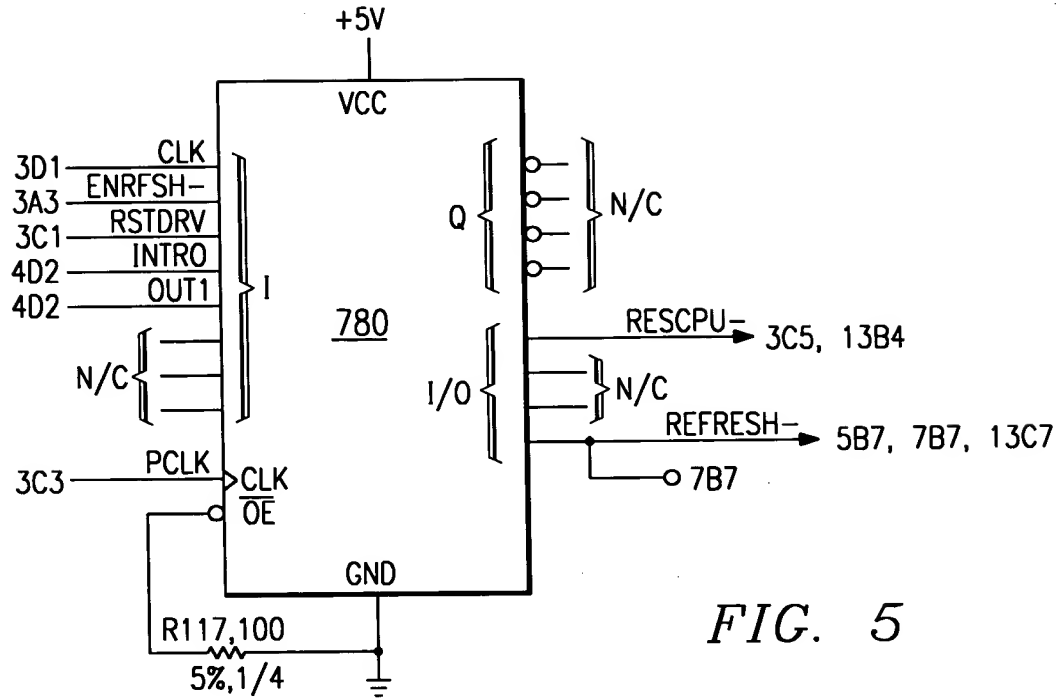 +5V
VCC
3D1 CLK
3A3 ENRFSH-
3C1 RSTDRV
4D2 INTRO
4D2 OUT1
I
N/C
3C3 PCLK
CLK
OE
780
Q
N/C
I/O
RESCPU- 3C5, 13B4
N/C
REFRESH- 5B7, 7B7, 13C7
7B7
GND
R117,100
5%,1/4
FIG. 5